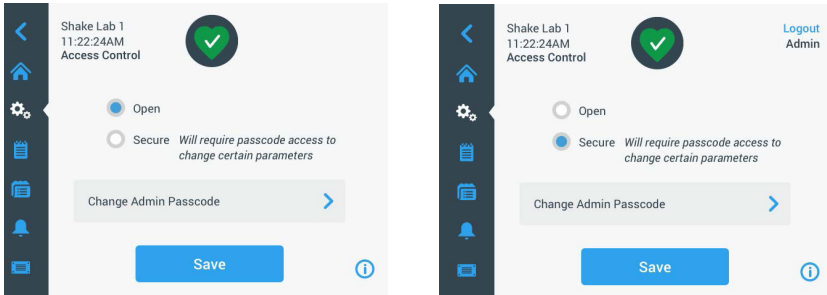 Shake Lab 1
11:22:24AM
Access Control
Open
Secure Will require passcode access to
change certain parameters
Change Admin Passcode
Save
Shake Lab 1
11:22:24AM
Access Control
Logout
Admin
Open
Secure Will require passcode access to
change certain parameters
Change Admin Passcode
Save